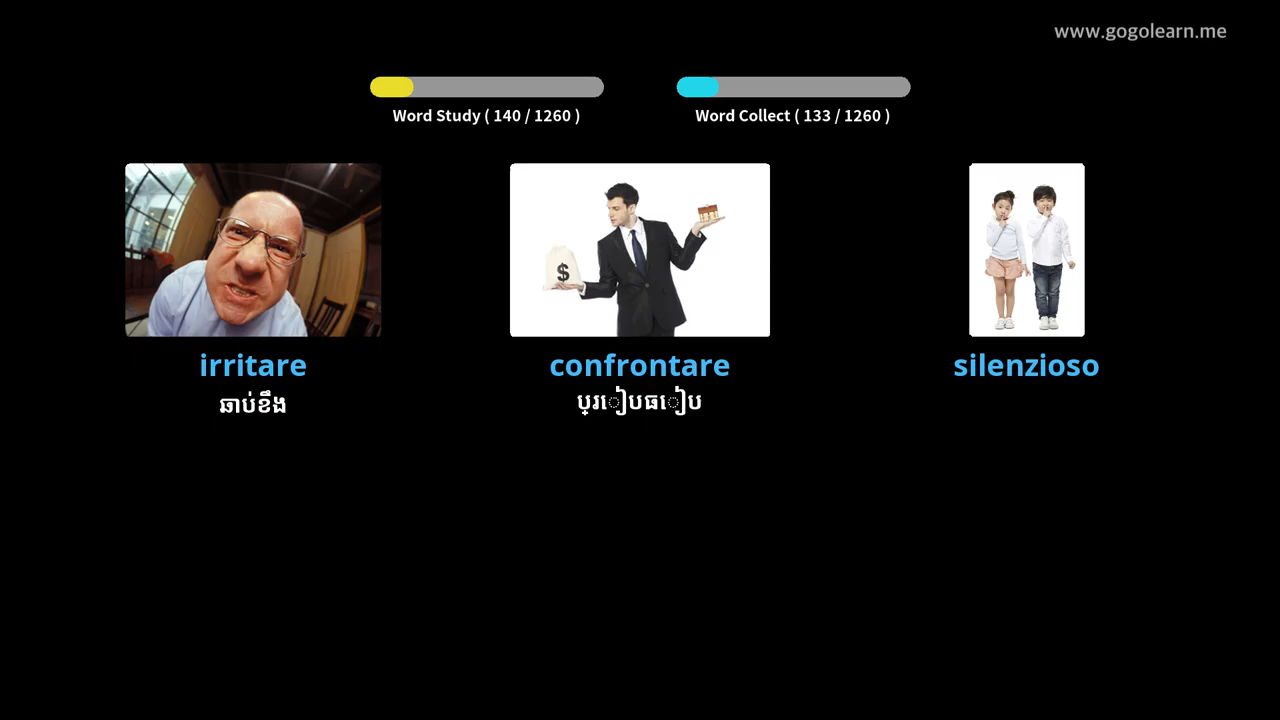 www.gogolearn.me
Word Study ( 140 / 1260 )
Word Collect ( 133 / 1260 )
$
irritare
confrontare
silenzioso
ឆាប់ខឹង
ប្រៀបធៀប